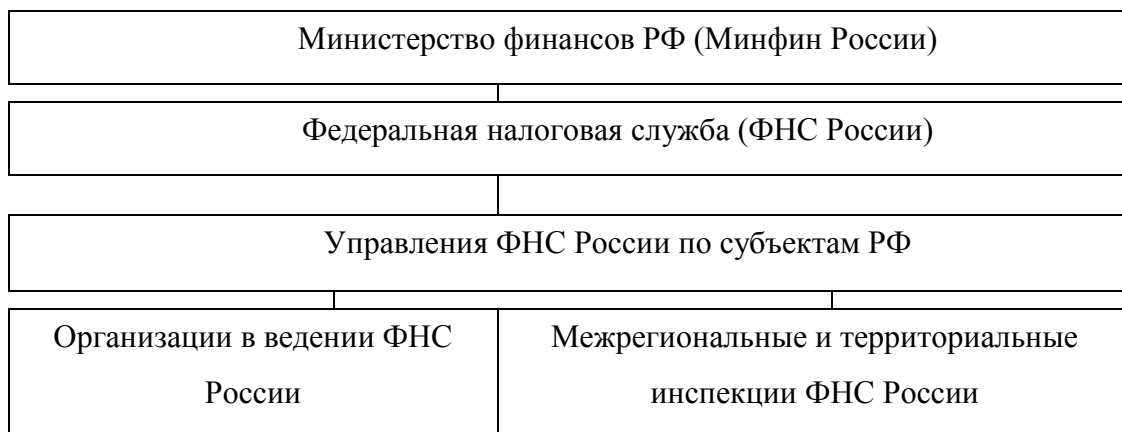 Министерство финансов РФ (Минфин России)
Федеральная налоговая служба (ФНС России)
Управления ФНС России по субъектам РФ
Организации в ведении ФНС
России
Межрегиональные и территориальные
инспекции ФНС России